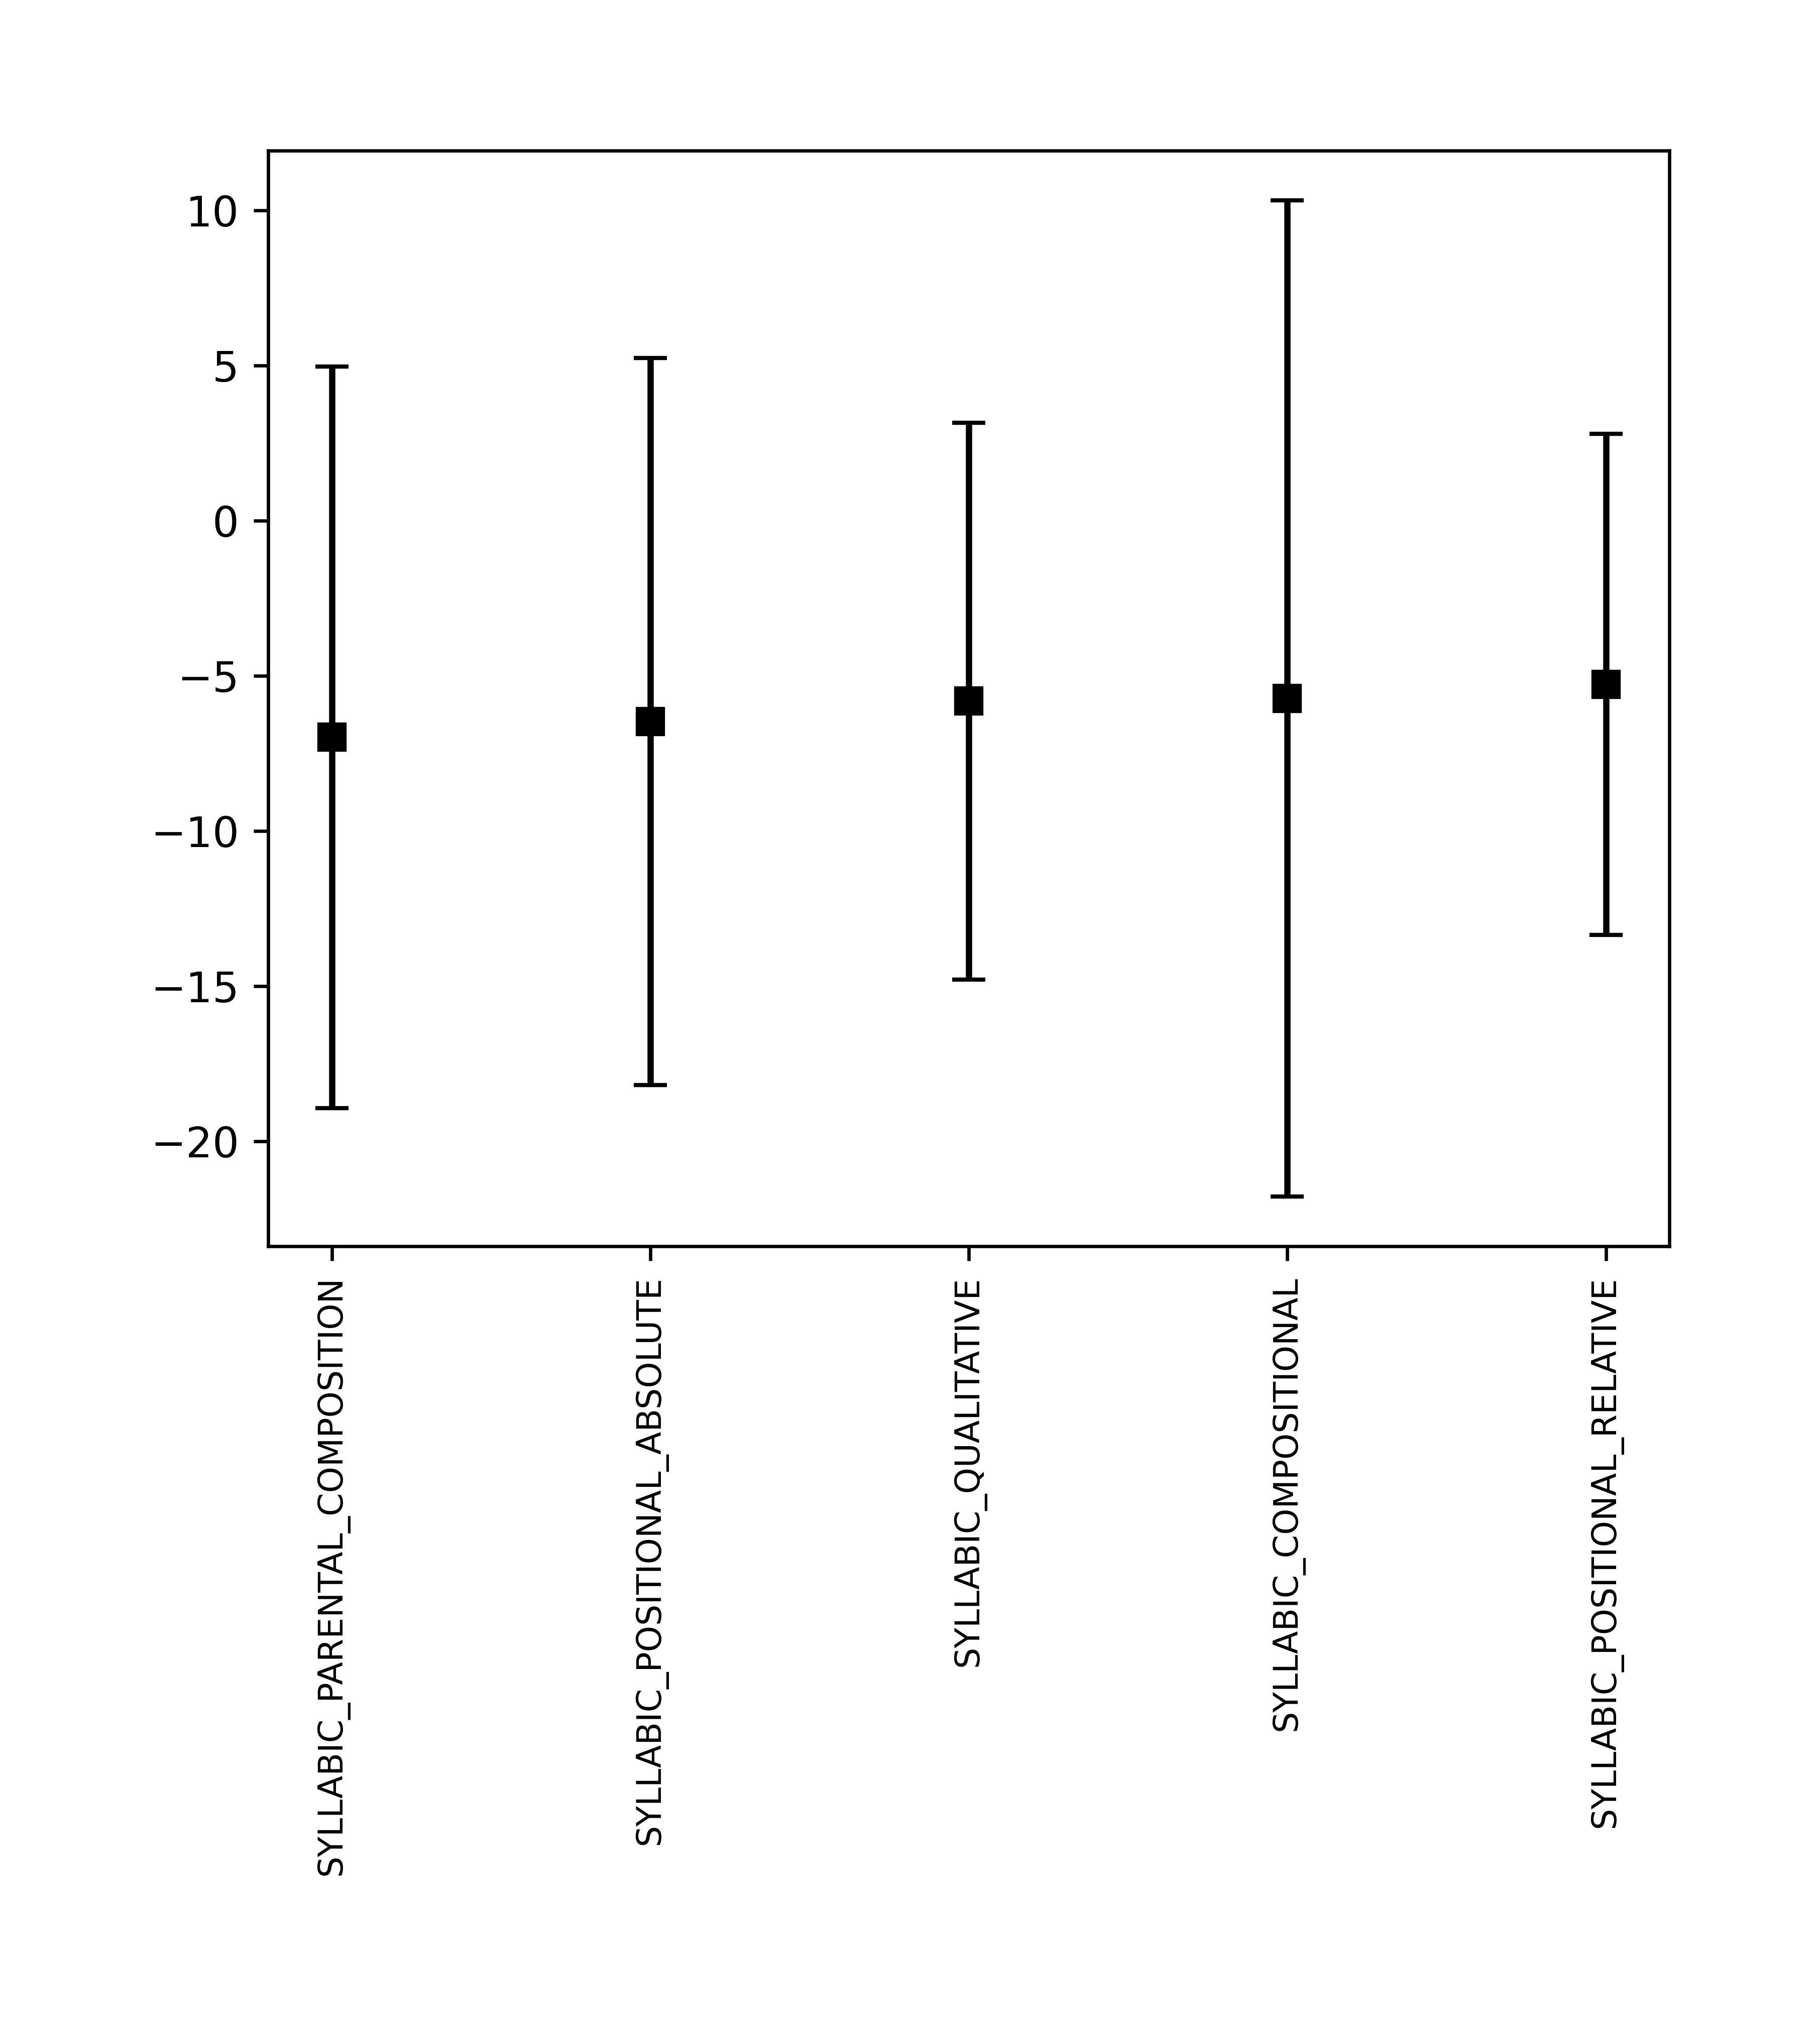 10
5
0
−5
−10
−15
−20
SYLLABIC_PARENTAL_COMPOSITION
SYLLABIC_POSITIONAL_ABSOLUTE
SYLLABIC_QUALITATIVE
SYLLABIC_COMPOSITIONAL
SYLLABIC_POSITIONAL_RELATIVE